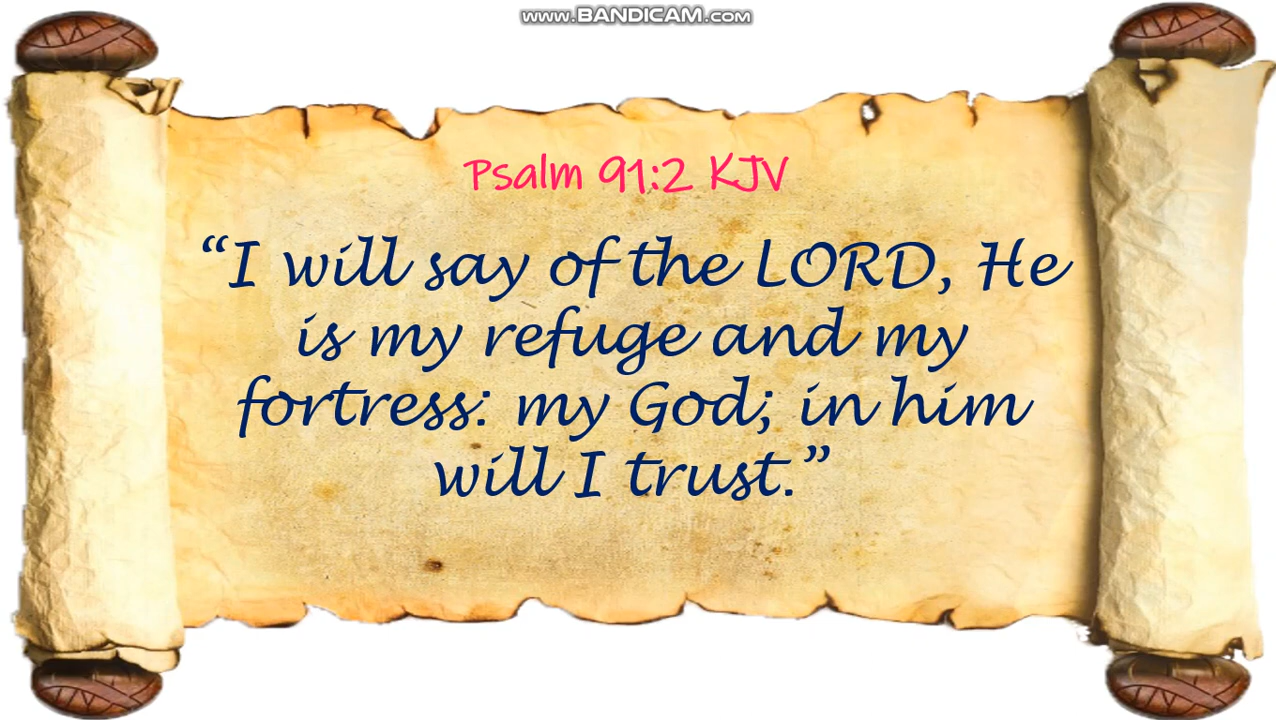 www.BANDICAM.com
Psalm 91:2 KJV
“I will say of the LORD, He
is my refuge and my
fortress: my God; in him
will I trust.”